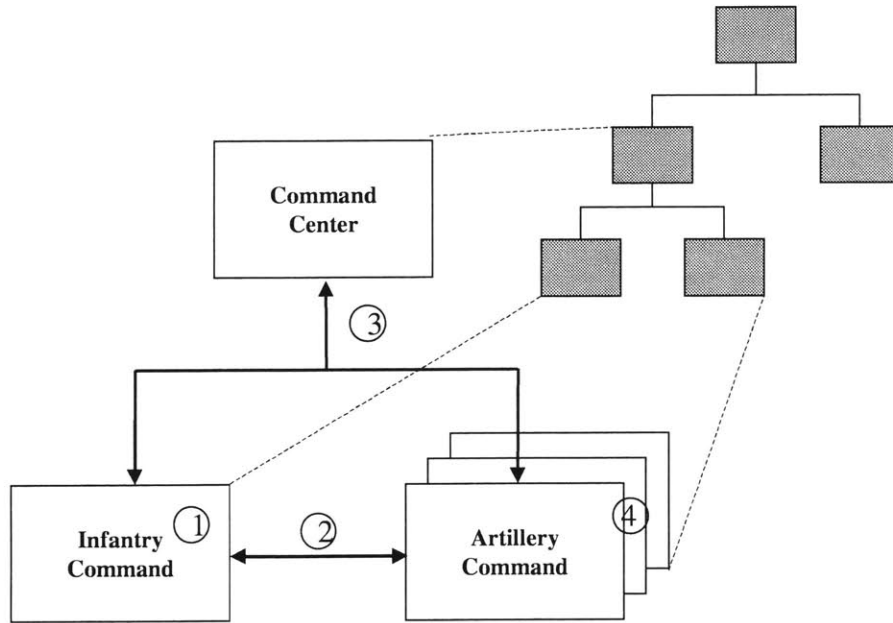 Command
Center
3
1
Infantry
Command
2
4
Artillery
Command